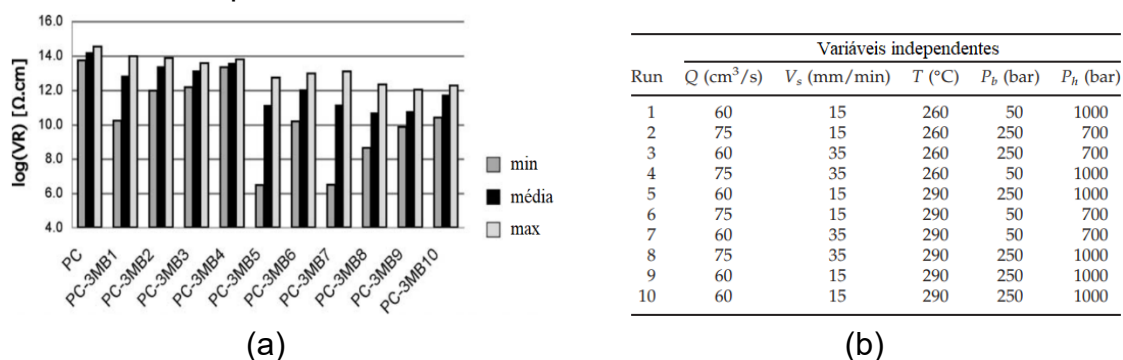 16.0
14.0
12.0
10.0
8.0
6.0
4.0
log(VR) [Ω.cm]
min
média
max
PC
PC-3MB1
PC-3MB2
PC-3MB3
PC-3MB4
PC-3MB5
PC-3MB6
PC-3MB7
PC-3MB8
PC-3MB9
PC-3MB10
(a)
Variáveis independentes
Run Q (cm³/s) Vs (mm/min) T (°C) Pb (bar) Ph (bar)
1 60 15 260 50 1000
2 75 15 260 250 700
3 60 35 260 250 700
4 75 35 260 50 1000
5 60 15 290 250 1000
6 75 15 290 50 700
7 60 35 290 50 700
8 75 35 290 250 1000
9 60 15 290 250 1000
10 60 15 290 250 1000
(b)